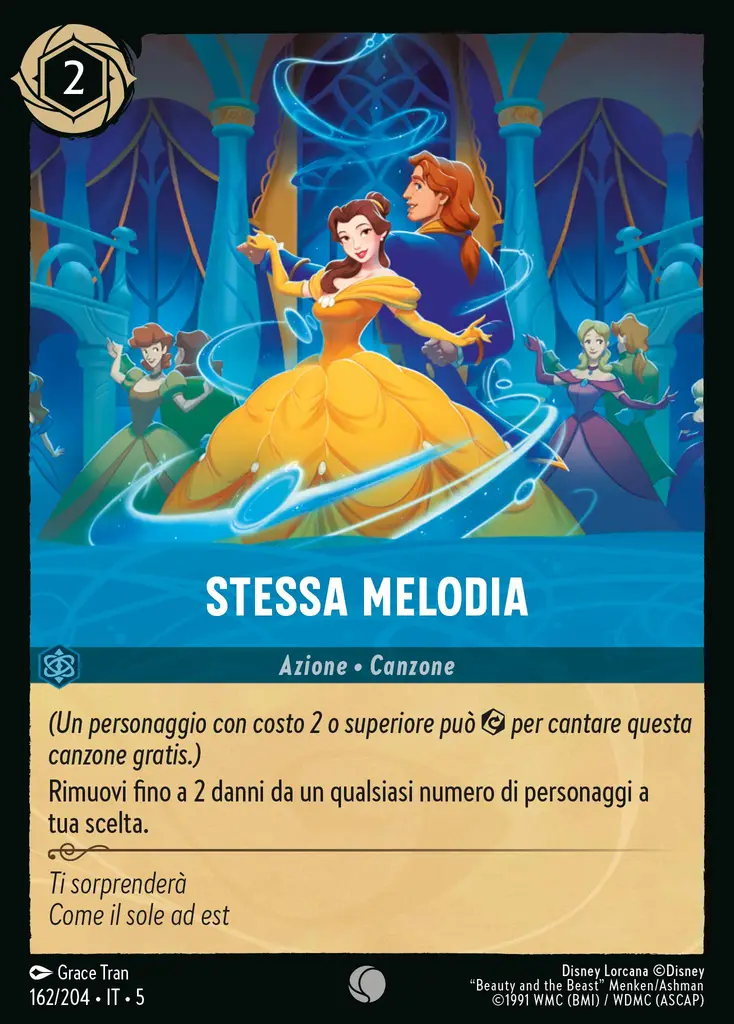 2
STESSA MELODIA
Azione • Canzone
(Un personaggio con costo 2 o superiore può per cantare questa
canzone gratis.)
Rimuovi fino a 2 danni da un qualsiasi numero di personaggi a
tua scelta.
Ti sorprenderà
Come il sole ad est
Grace Tran
162/204 • IT • 5
Disney Lorcana ©Disney
“Beauty and the Beast” Menken/Ashman
©1991 WMC (BMI) / WDMC (ASCAP)